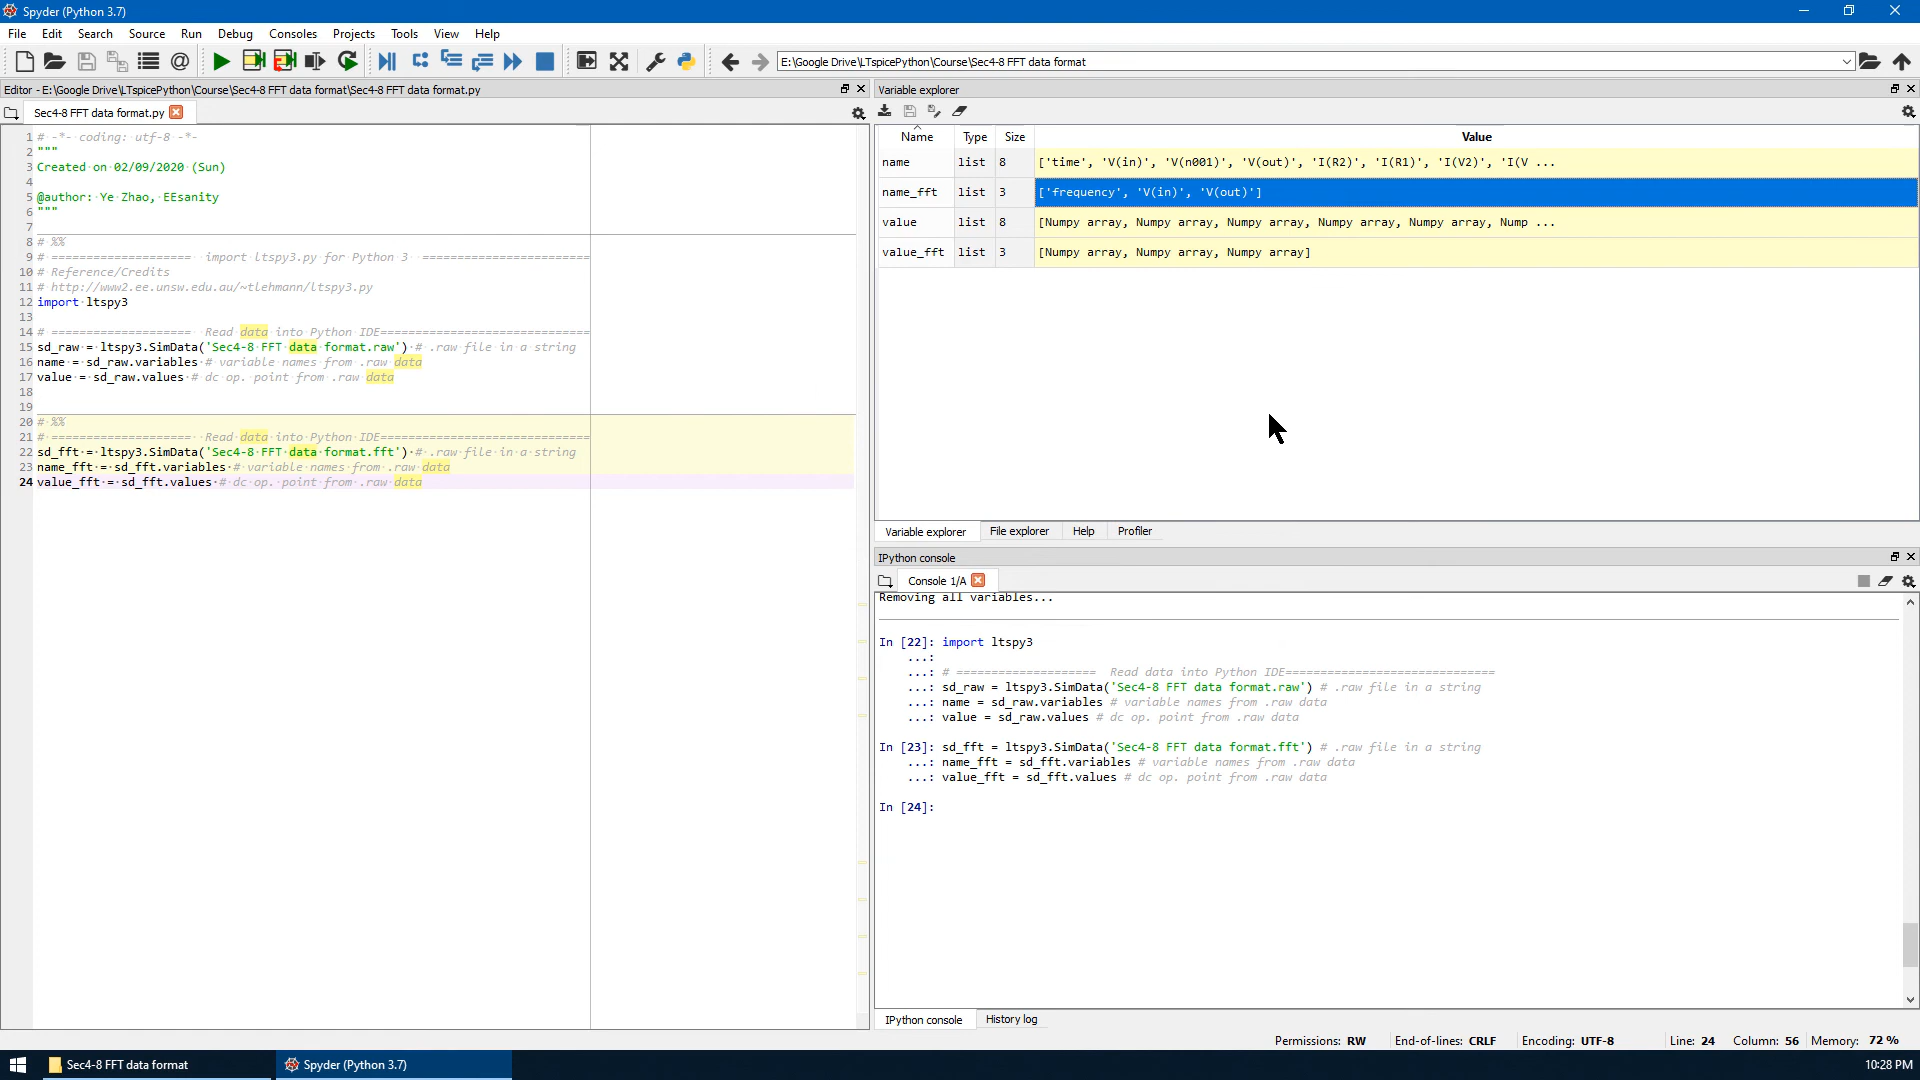 Spyder (Python 3.7)
File Edit Search Source Run Debug Consoles Projects Tools View Help
E:\Google Drive\LTspicePython\Course\Sec4-8 FFT data format
Editor - E:\Google Drive\LTspicePython\Course\Sec4-8 FFT data format\Sec4-8 FFT data format.py
Sec4-8 FFT data format.py
1 # -*- coding: utf-8 -*-
2 """
3 Created on 02/09/2020 (Sun)
4
5 @author: Ye Zhao, EEsanity
6 """
7
8 # %%
9 # ==================== import ltspy3.py for Python 3 ========================
10 # Reference/Credits
11 # http://www2.ee.unsw.edu.au/~tlehmann/ltspy3.py
12 import ltspy3
13
14 # ==================== Read data into Python IDE==============================
15 sd_raw = ltspy3.SimData('Sec4-8 FFT data format.raw') # .raw file in a string
16 name = sd_raw.variables # variable names from .raw data
17 value = sd_raw.values # dc op. point from .raw data
18
19
20 # %%
21 # ==================== Read data into Python IDE==============================
22 sd_fft = ltspy3.SimData('Sec4-8 FFT data format.fft') # .raw file in a string
23 name_fft = sd_fft.variables # variable names from .raw data
24 value_fft = sd_fft.values # dc op. point from .raw data
Variable explorer
Name Type Size Value
name list 8 ['time', 'V(in)', 'V(n001)', 'V(out)', 'I(R2)', 'I(R1)', 'I(V2)', 'I(V ...
name_fft list 3 ['frequency', 'V(in)', 'V(out)']
value list 8 [Numpy array, Numpy array, Numpy array, Numpy array, Numpy array, Nump ...
value_fft list 3 [Numpy array, Numpy array, Numpy array]
Variable explorer File explorer Help Profiler
IPython console
Console 1/A
Removing all variables...
In [22]: import ltspy3
...:
...: # ==================== Read data into Python IDE==============================
...: sd_raw = ltspy3.SimData('Sec4-8 FFT data format.raw') # .raw file in a string
...: name = sd_raw.variables # variable names from .raw data
...: value = sd_raw.values # dc op. point from .raw data
In [23]: sd_fft = ltspy3.SimData('Sec4-8 FFT data format.fft') # .raw file in a string
...: name_fft = sd_fft.variables # variable names from .raw data
...: value_fft = sd_fft.values # dc op. point from .raw data
In [24]:
IPython console History log
Permissions: RW End-of-lines: CRLF Encoding: UTF-8 Line: 24 Column: 56 Memory: 72 %
Sec4-8 FFT data format Spyder (Python 3.7) 10:28 PM